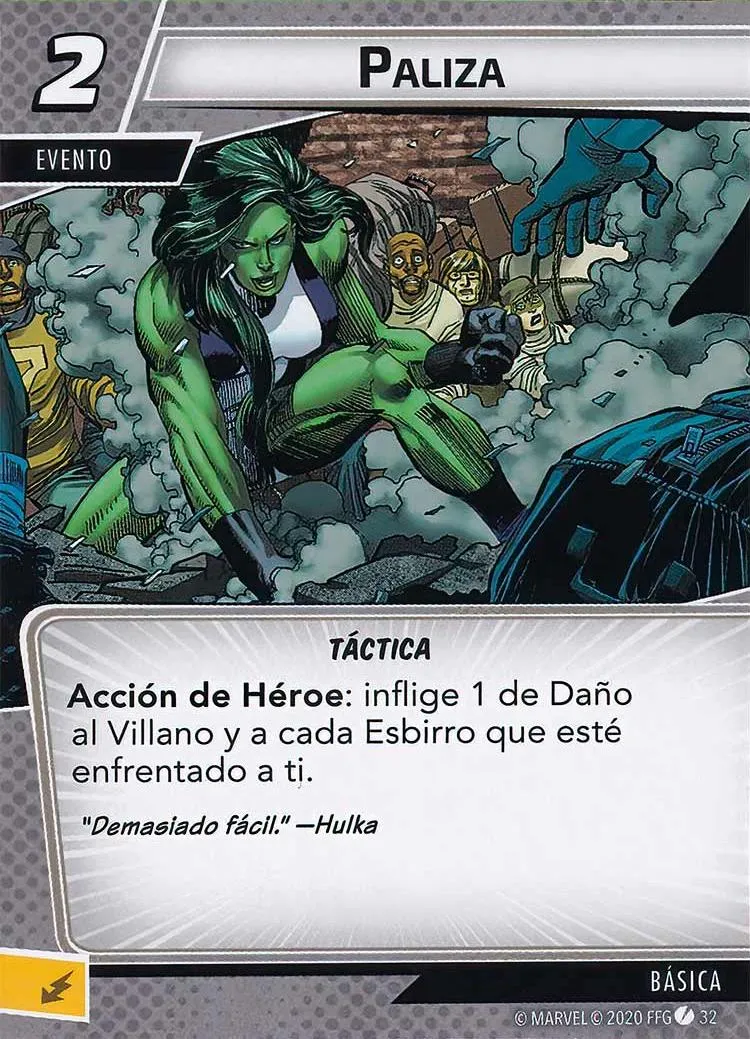 2
PALIZA
EVENTO
TÁCTICA
Acción de Héroe: inflige 1 de Daño
al Villano y a cada Esbirro que esté
enfrentado a ti.
"Demasiado fácil." —Hulka
BÁSICA
© MARVEL © 2020 FFG 32